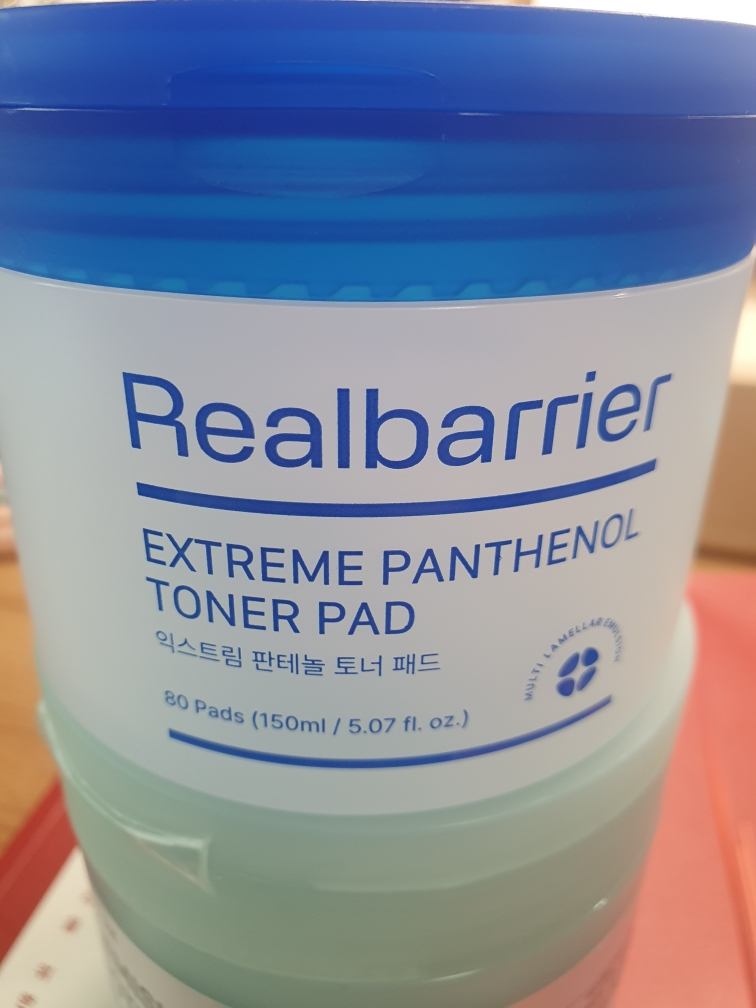 Realbarrier
EXTREME PANTHENOL
TONER PAD
익스트림 판테놀 토너 패드
80 Pads (150ml / 5.07 fl. oz.)
MULTI LAMELLAR EMULSION